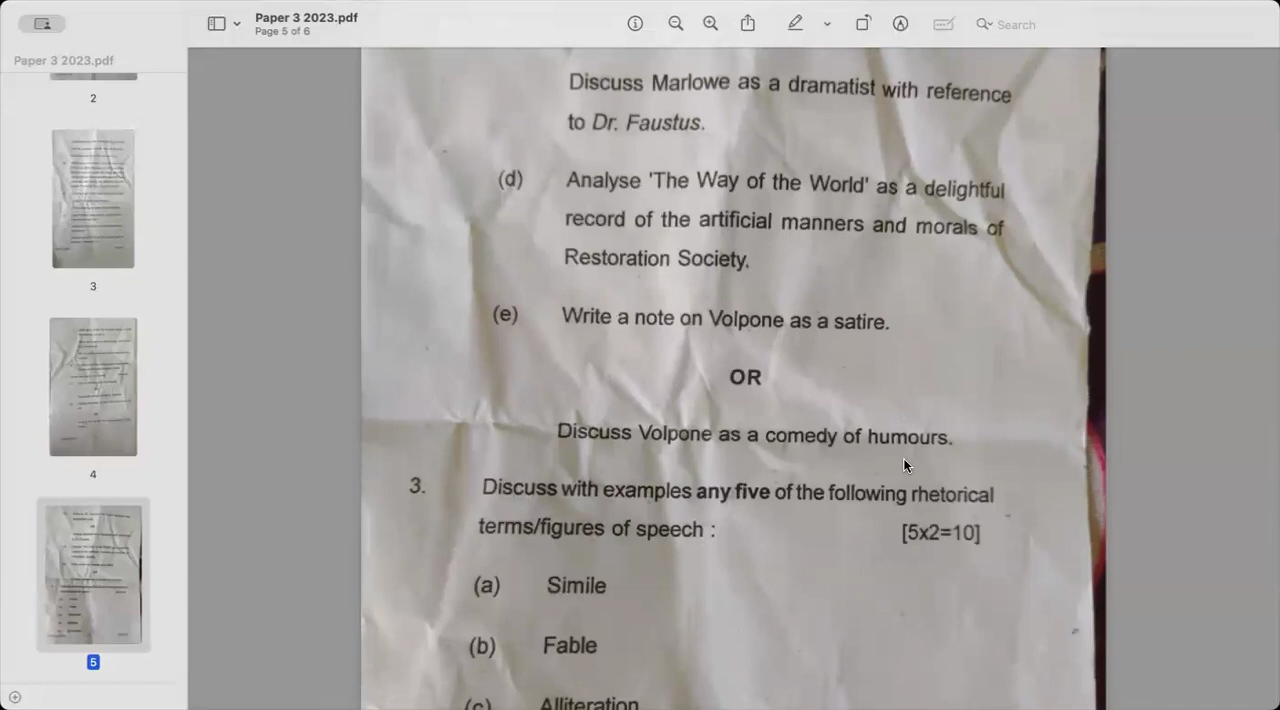 Paper 3 2023.pdf
Page 5 of 6
Search
Paper 3 2023.pdf
2
3
4
5
Discuss Marlowe as a dramatist with reference
to Dr. Faustus.
(d) Analyse 'The Way of the World' as a delightful
record of the artificial manners and morals of
Restoration Society.
(e) Write a note on Volpone as a satire.
OR
Discuss Volpone as a comedy of humours.
3. Discuss with examples any five of the following rhetorical
terms/figures of speech : [5x2=10]
(a) Simile
(b) Fable
(c) Alliteration